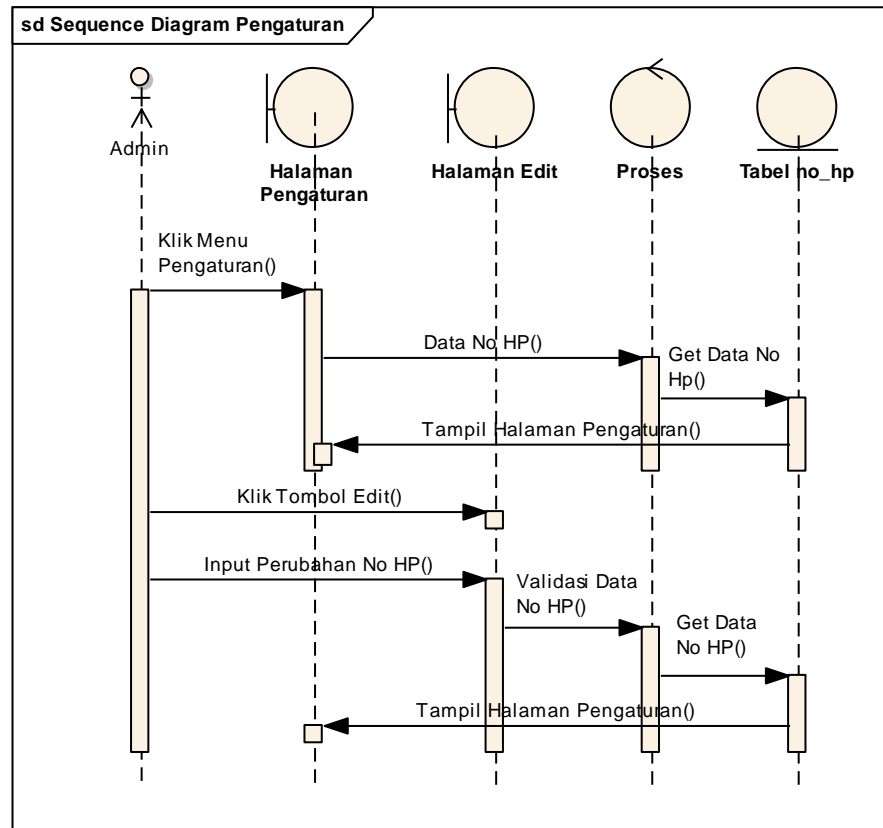 sd Sequence Diagram Pengaturan
Admin
Halaman
Pengaturan
Halaman Edit
Proses
Tabel no_hp
Klik Menu
Pengaturan()
Data No HP()
Get Data No
Hp()
Tampil Halaman Pengaturan()
Klik Tombol Edit()
Input Perubahan No HP()
Validasi Data
No HP()
Get Data
No HP()
Tampil Halaman Pengaturan()